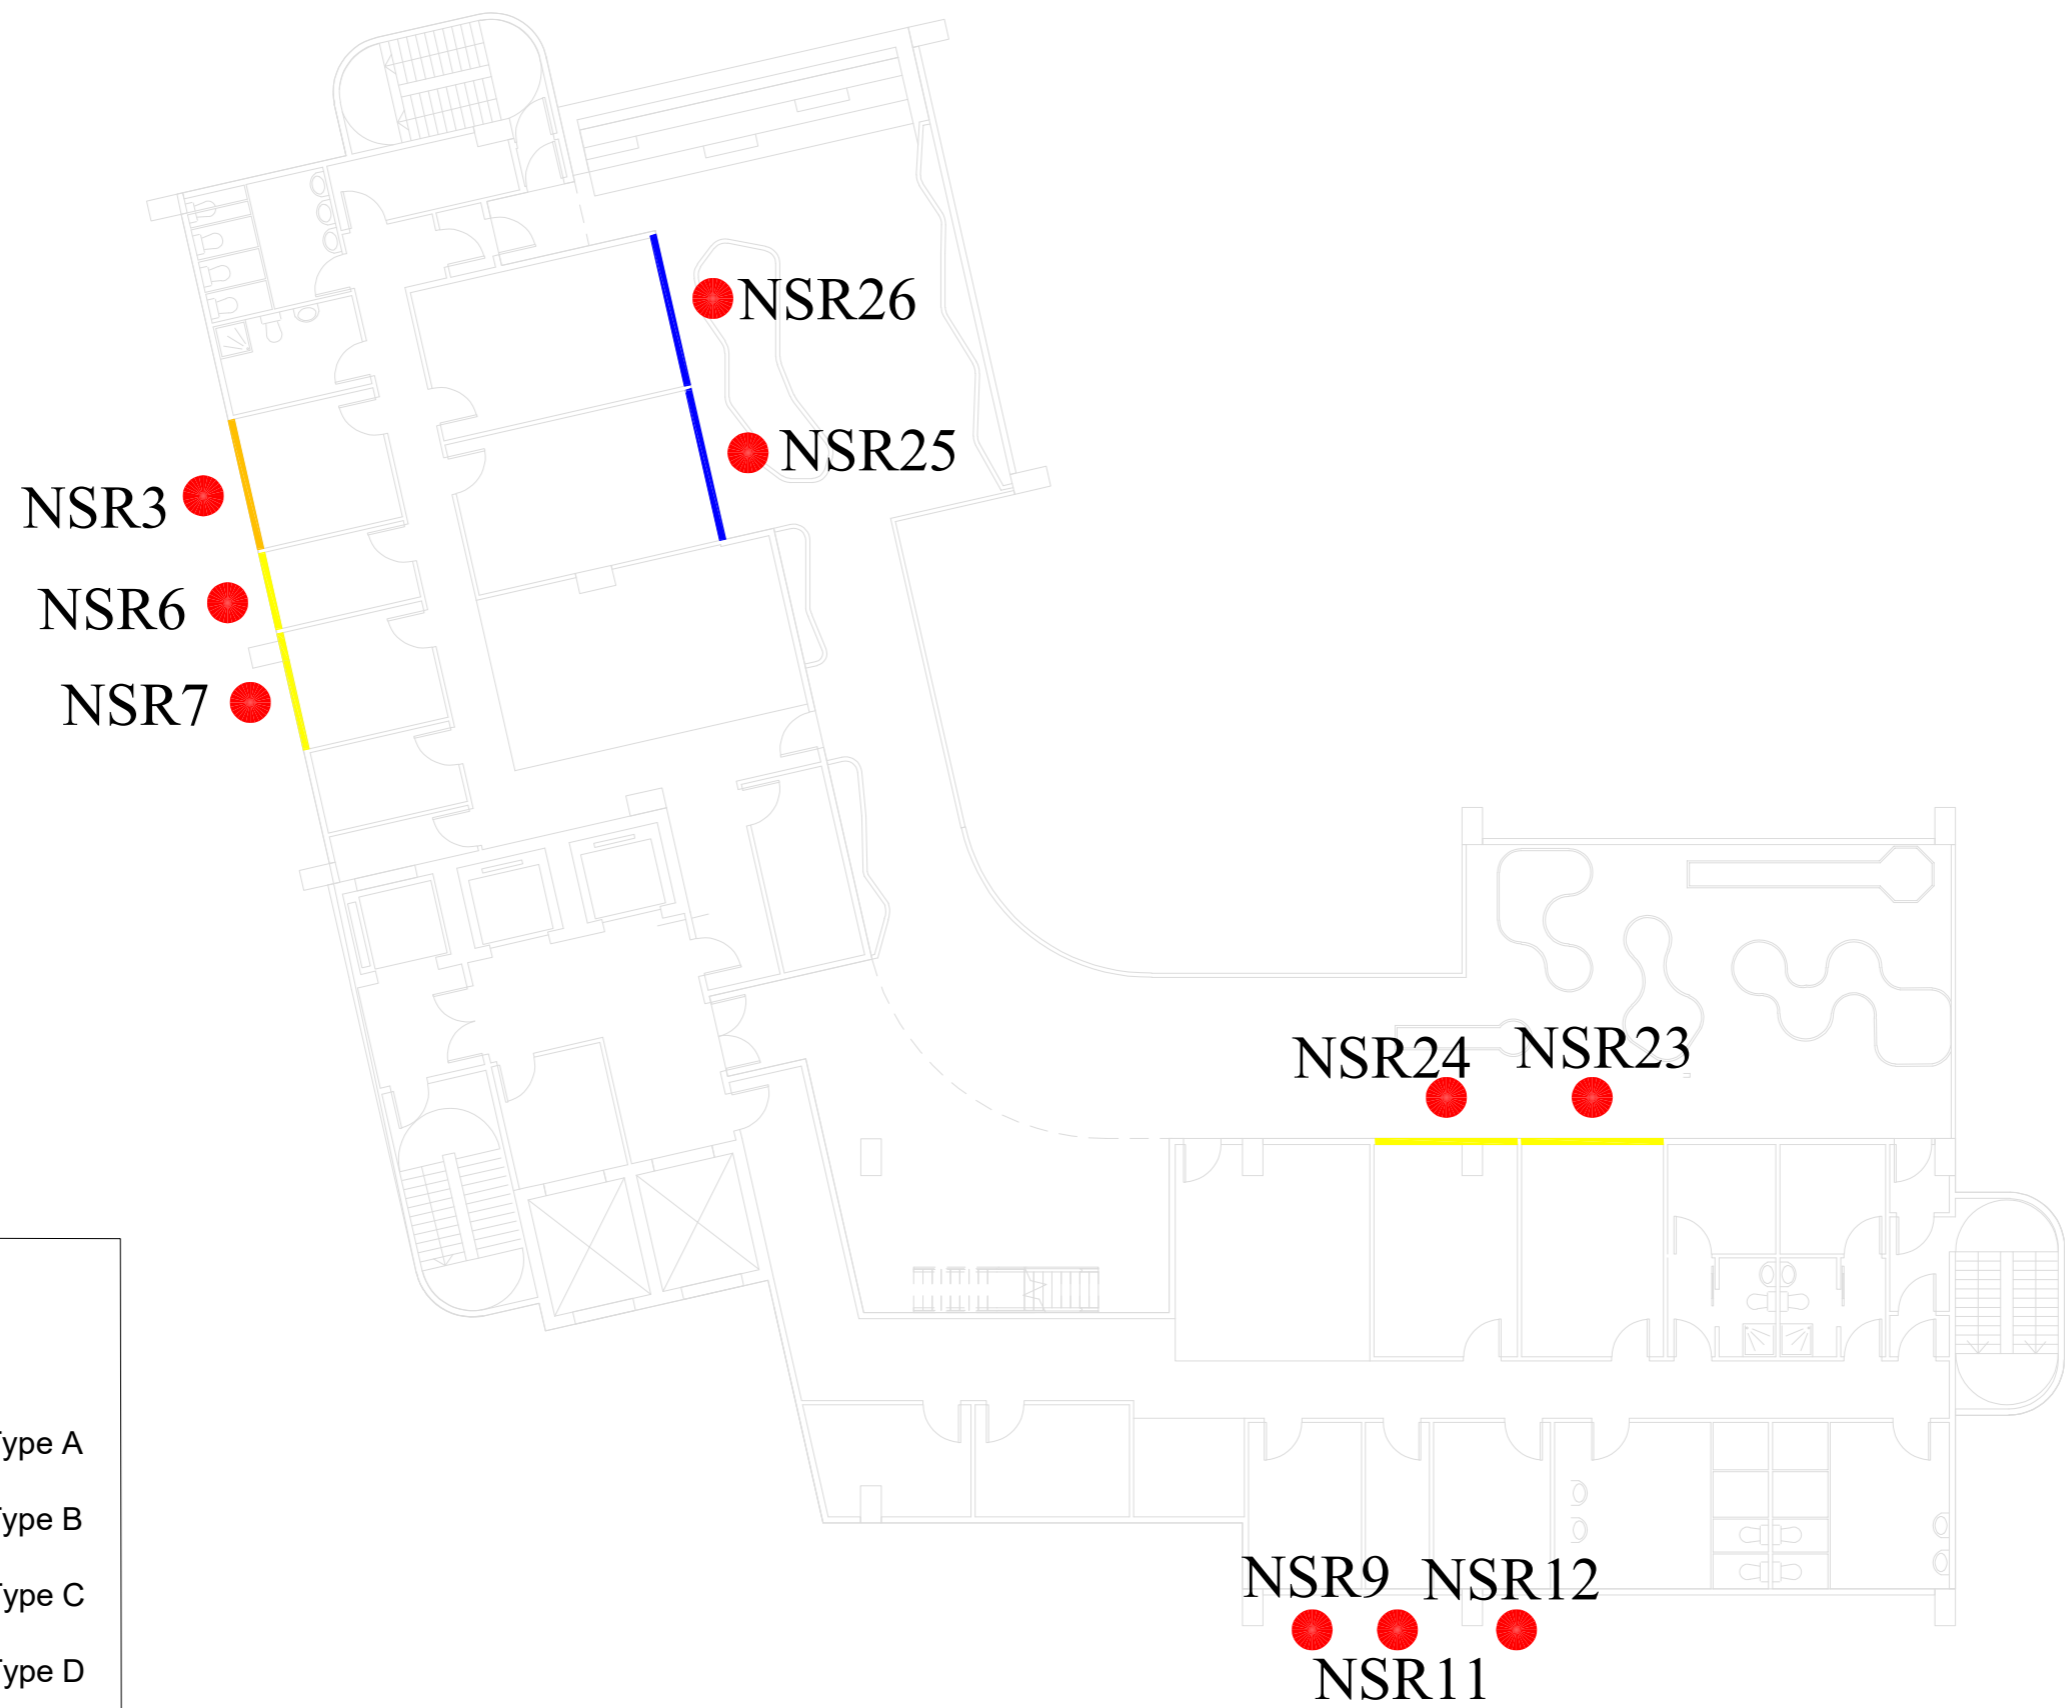 NSR26
NSR25
NSR3
NSR6
NSR7
NSR24
NSR23
ype A
ype B
ype C
ype D
NSR9
NSR12
NSR11